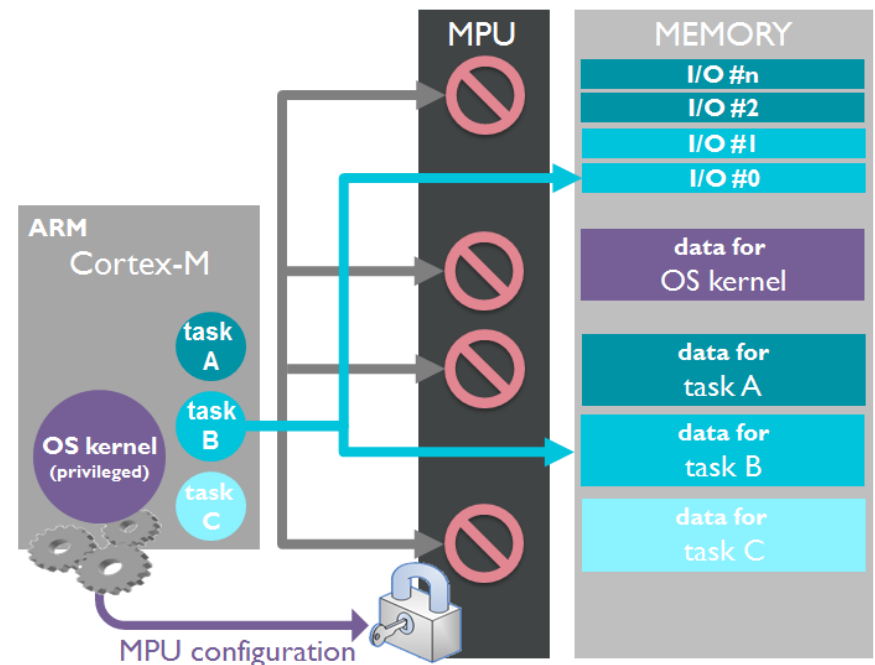 MPU
MEMORY
I/O #n
I/O #2
I/O #1
I/O #0
ARM
Cortex-M
data for
OS kernel
task
A
data for
task A
task
B
OS kernel
(privileged)
data for
task B
task
C
data for
task C
MPU configuration